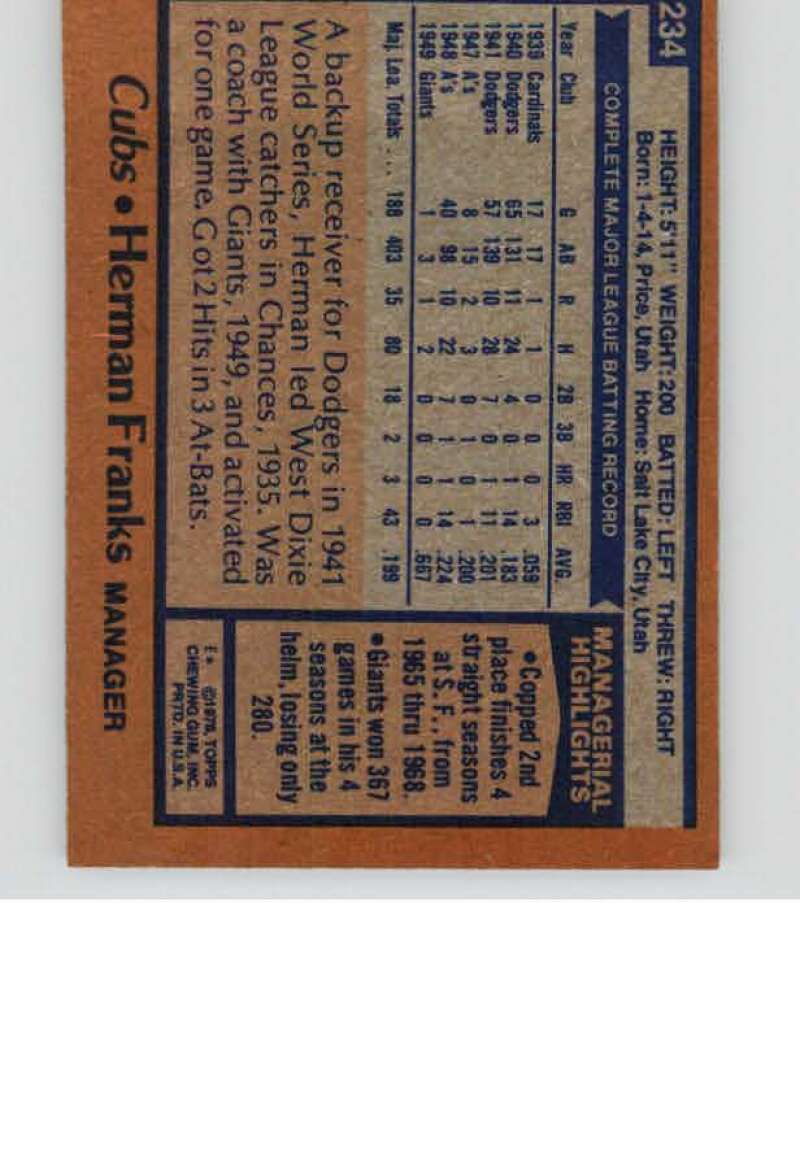 234
HEIGHT: 5'11" WEIGHT: 200 BATTED: LEFT THREW: RIGHT
Born: 1-4-14, Price, Utah Home: Salt Lake City, Utah
COMPLETE MAJOR LEAGUE BATTING RECORD
Year Club G AB R H 2B 3B HR RBI AVG.
1939 Cardinals 17 17 1 1 0 0 0 3 .059
1940 Dodgers 65 131 11 24 4 0 1 14 .183
1941 Dodgers 57 139 10 28 7 0 1 11 .201
1947 A's 8 15 2 3 0 1 0 1 .200
1948 A's 40 98 10 22 7 1 1 14 .224
1949 Giants 1 3 1 2 0 0 0 0 .667
Maj. Lea. Totals ... 188 403 35 80 18 2 3 43 .199
A backup receiver for Dodgers in 1941
World Series, Herman led West Dixie
League catchers in Chances, 1935. Was
a coach with Giants, 1949, and activated
for one game. Got 2 Hits in 3 At-Bats.
MANAGERIAL
HIGHLIGHTS
•Copped 2nd
place finishes 4
straight seasons
at S. F., from
1965 thru 1968.
•Giants won 367
games in his 4
seasons at the
helm, losing only
280.
©1978, TOPPS
CHEWING GUM, INC.
PRTD. IN U.S.A.
Cubs • Herman Franks MANAGER